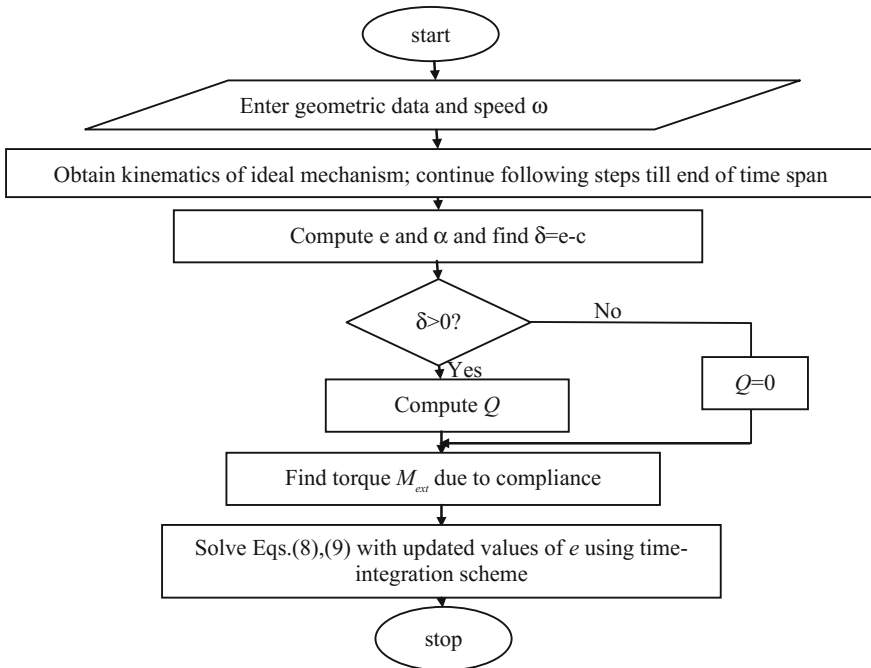 start
Enter geometric data and speed ω
Obtain kinematics of ideal mechanism; continue following steps till end of time span
Compute e and α and find δ=e-c
δ>0?
No
Yes
Q=0
Compute Q
Find torque M_ext due to compliance
Solve Eqs.(8),(9) with updated values of e using time-
integration scheme
stop